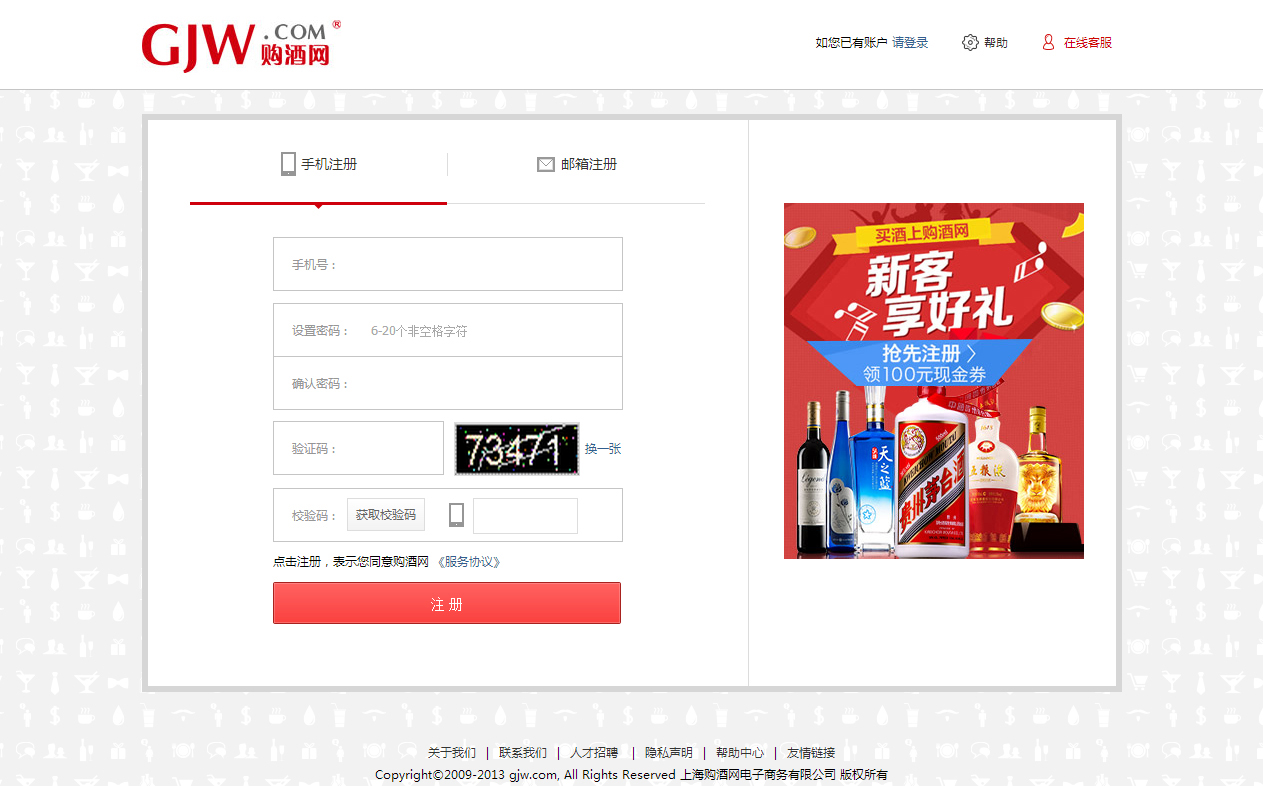 GJW.COM®
购酒网
如您已有账户 请登录 帮助 在线客服
手机注册 邮箱注册
手机号：
设置密码： 6-20个非空格字符
确认密码：
验证码： 73471 换一张
校验码： 获取校验码
点击注册，表示您同意购酒网 《服务协议》
注 册
买酒上购酒网
新客
享好礼
抢先注册 〉
领100元现金券
天之蓝
贵州茅台酒
五粮液
关于我们 | 联系我们 | 人才招聘 | 隐私声明 | 帮助中心 | 友情链接
Copyright©2009-2013 gjw.com, All Rights Reserved 上海购酒网电子商务有限公司 版权所有